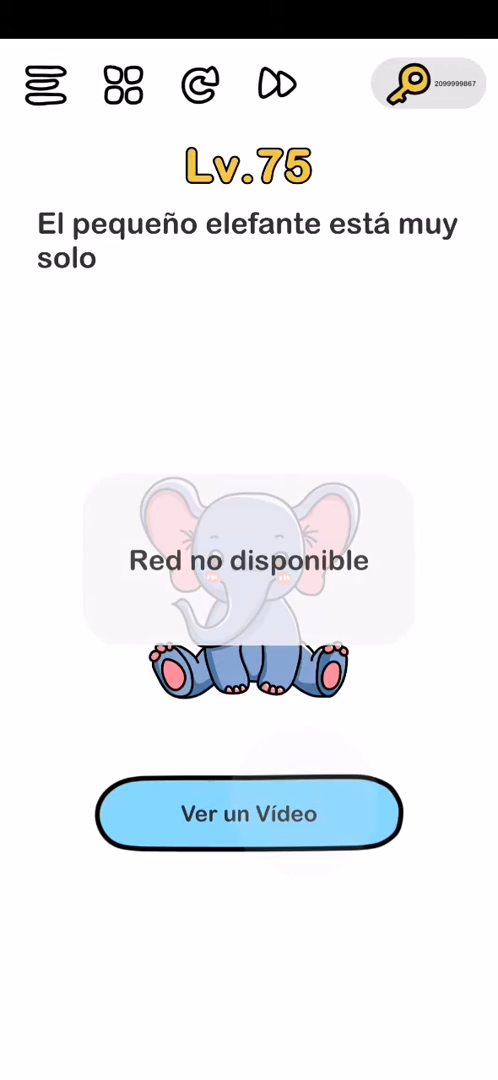 2099999867
Lv.75
El pequeño elefante está muy
solo
Red no disponible
Ver un Vídeo